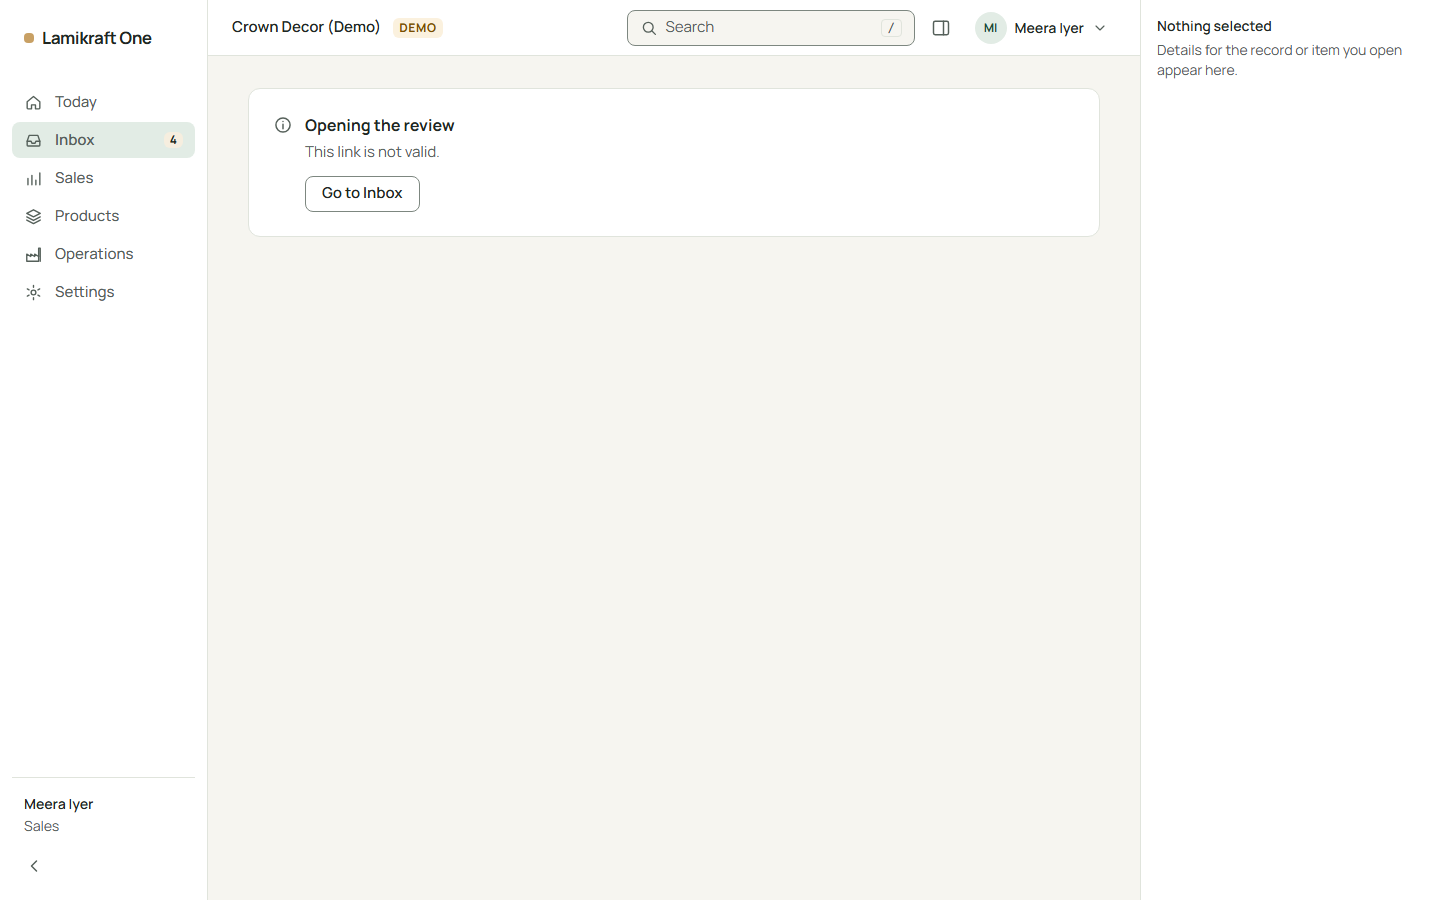 Lamikraft One
Today
Inbox 4
Sales
Products
Operations
Settings
Meera Iyer
Sales
Crown Decor (Demo) DEMO
Search /
MI Meera Iyer
Opening the review
This link is not valid.
Go to Inbox
Nothing selected
Details for the record or item you open
appear here.